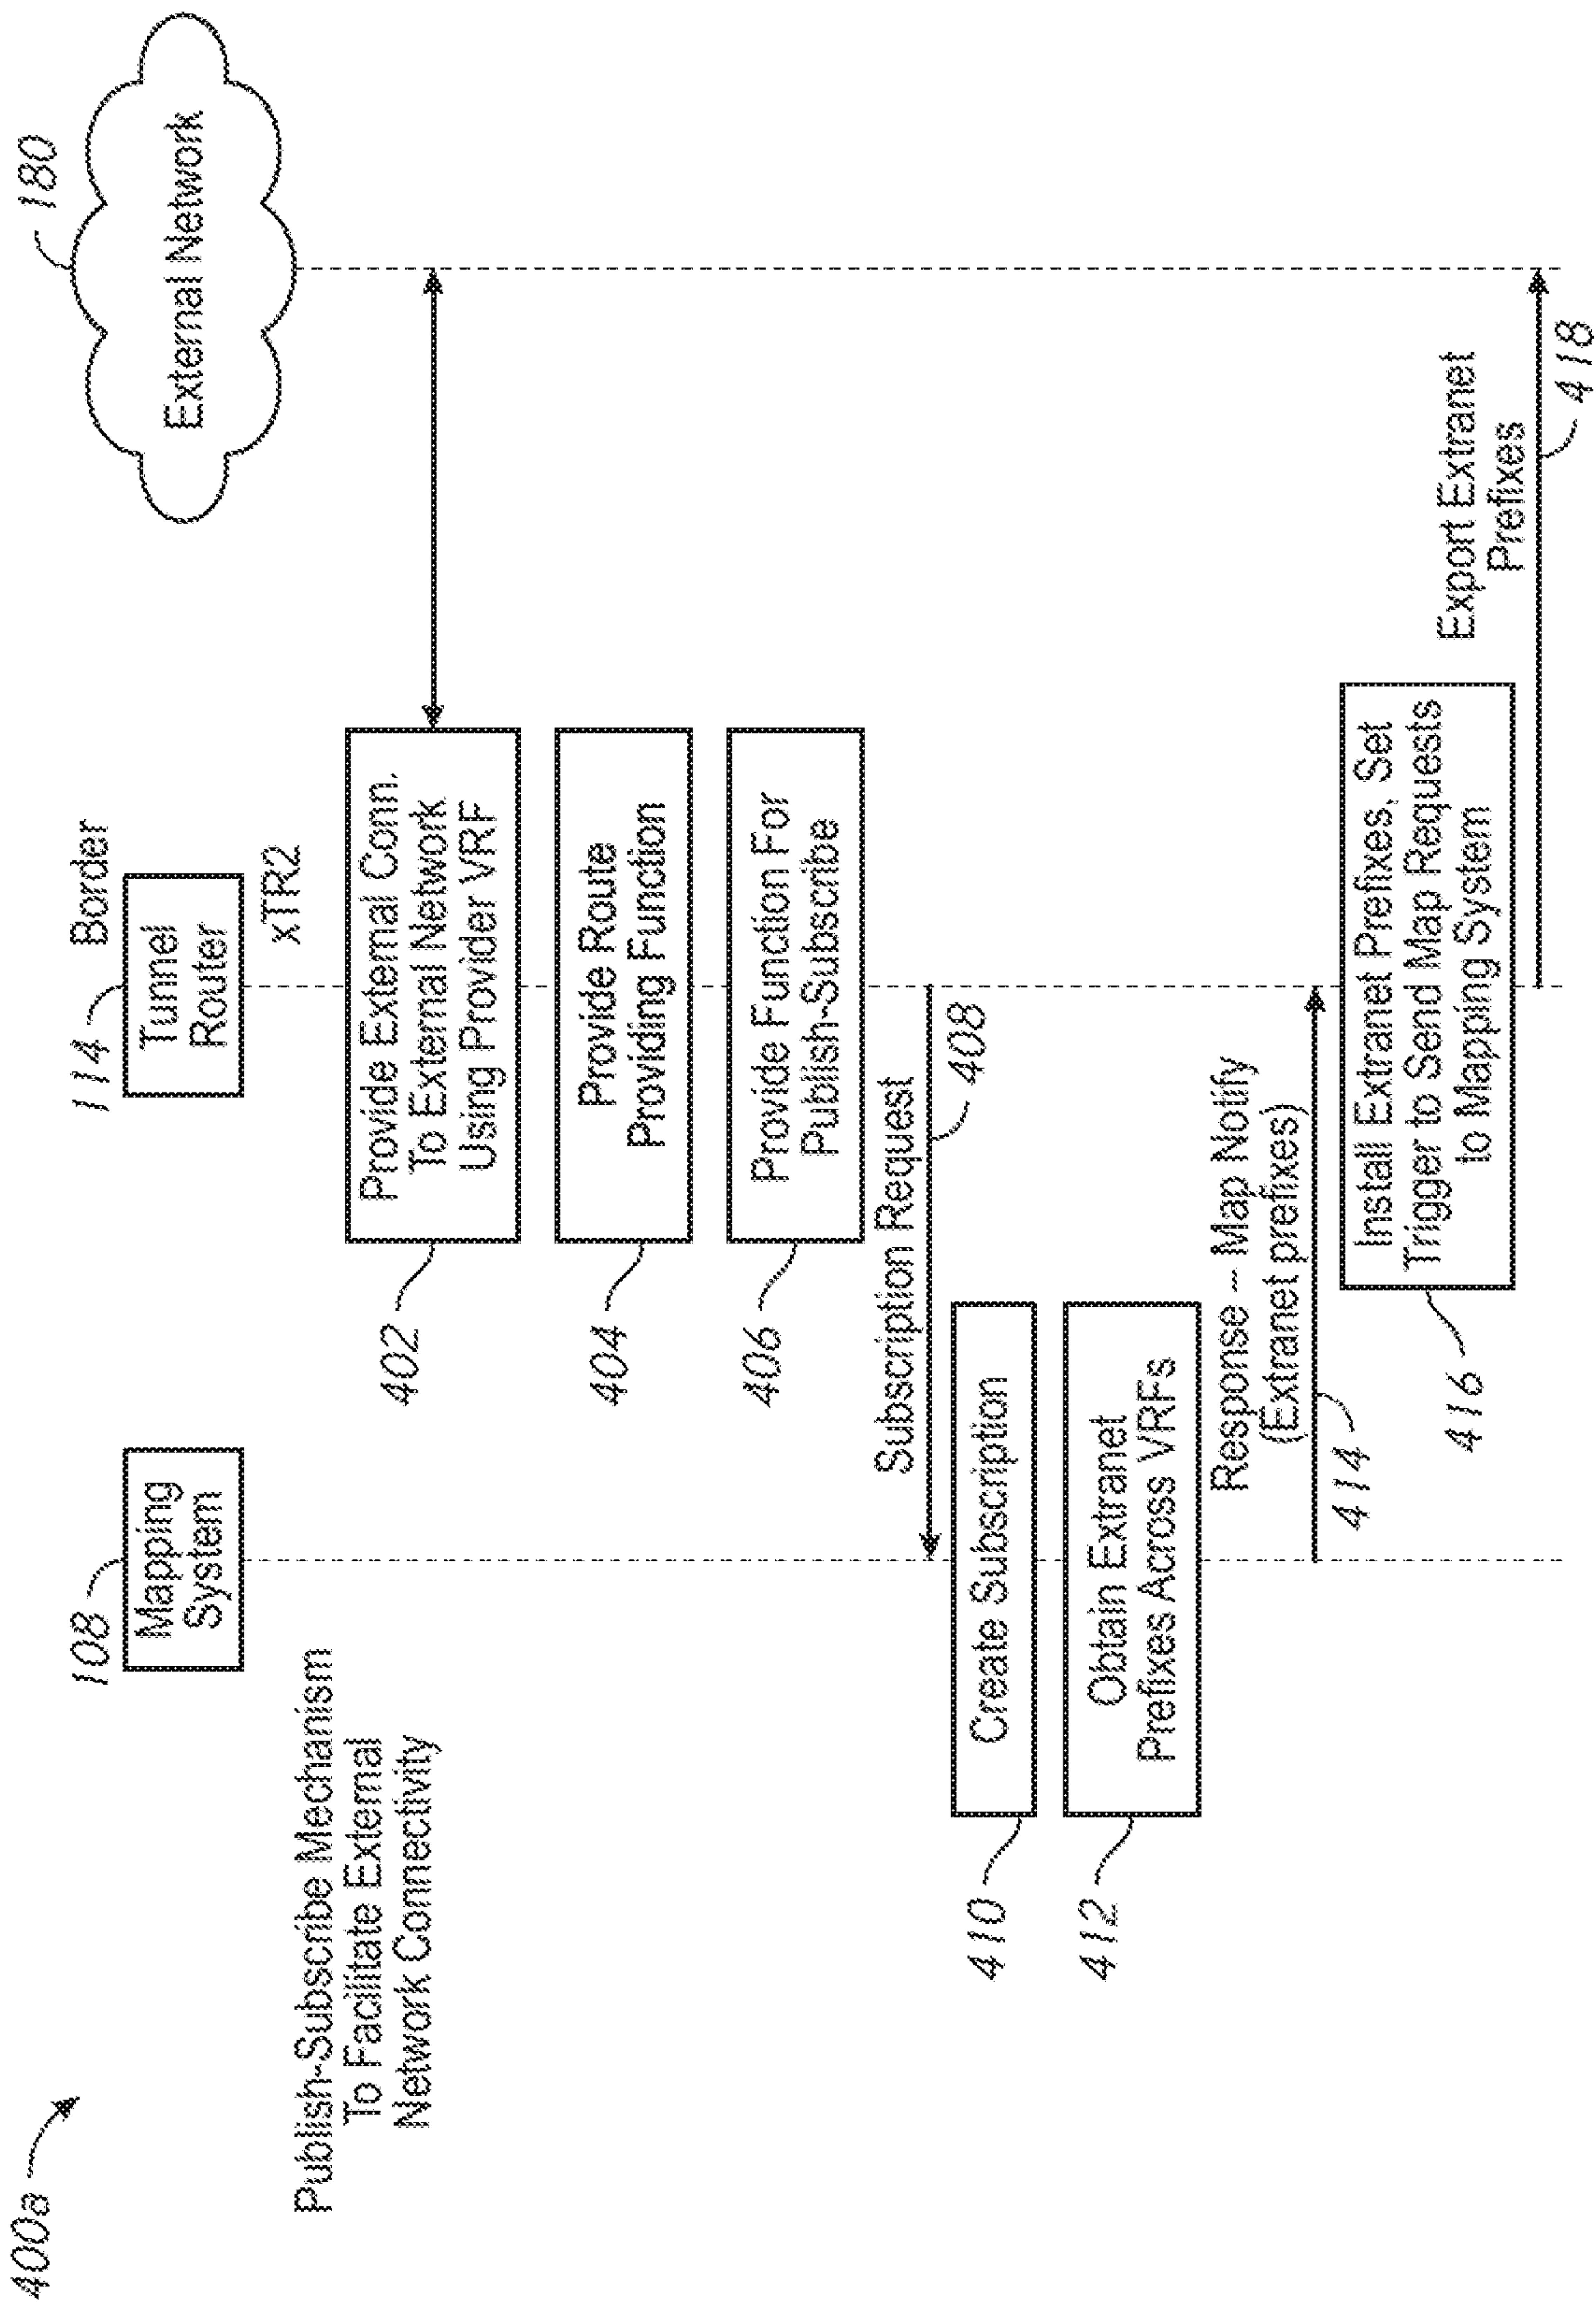 400a
Publish-Subscribe Mechanism
To Facilitate External
Network Connectivity
108
Mapping
System
114
Border
Tunnel
Router
xTR2
180
External Network
402
Provide External Conn.
To External Network
Using Provider VRF
404
Provide Route
Providing Function
406
Provide Function For
Publish-Subscribe
Subscription Request
408
410
Create Subscription
412
Obtain Extranet
Prefixes Across VRFs
Response – Map Notify
(Extranet prefixes)
414
416
Install Extranet Prefixes, Set
Trigger to Send Map Requests
to Mapping System
Export Extranet
Prefixes
418